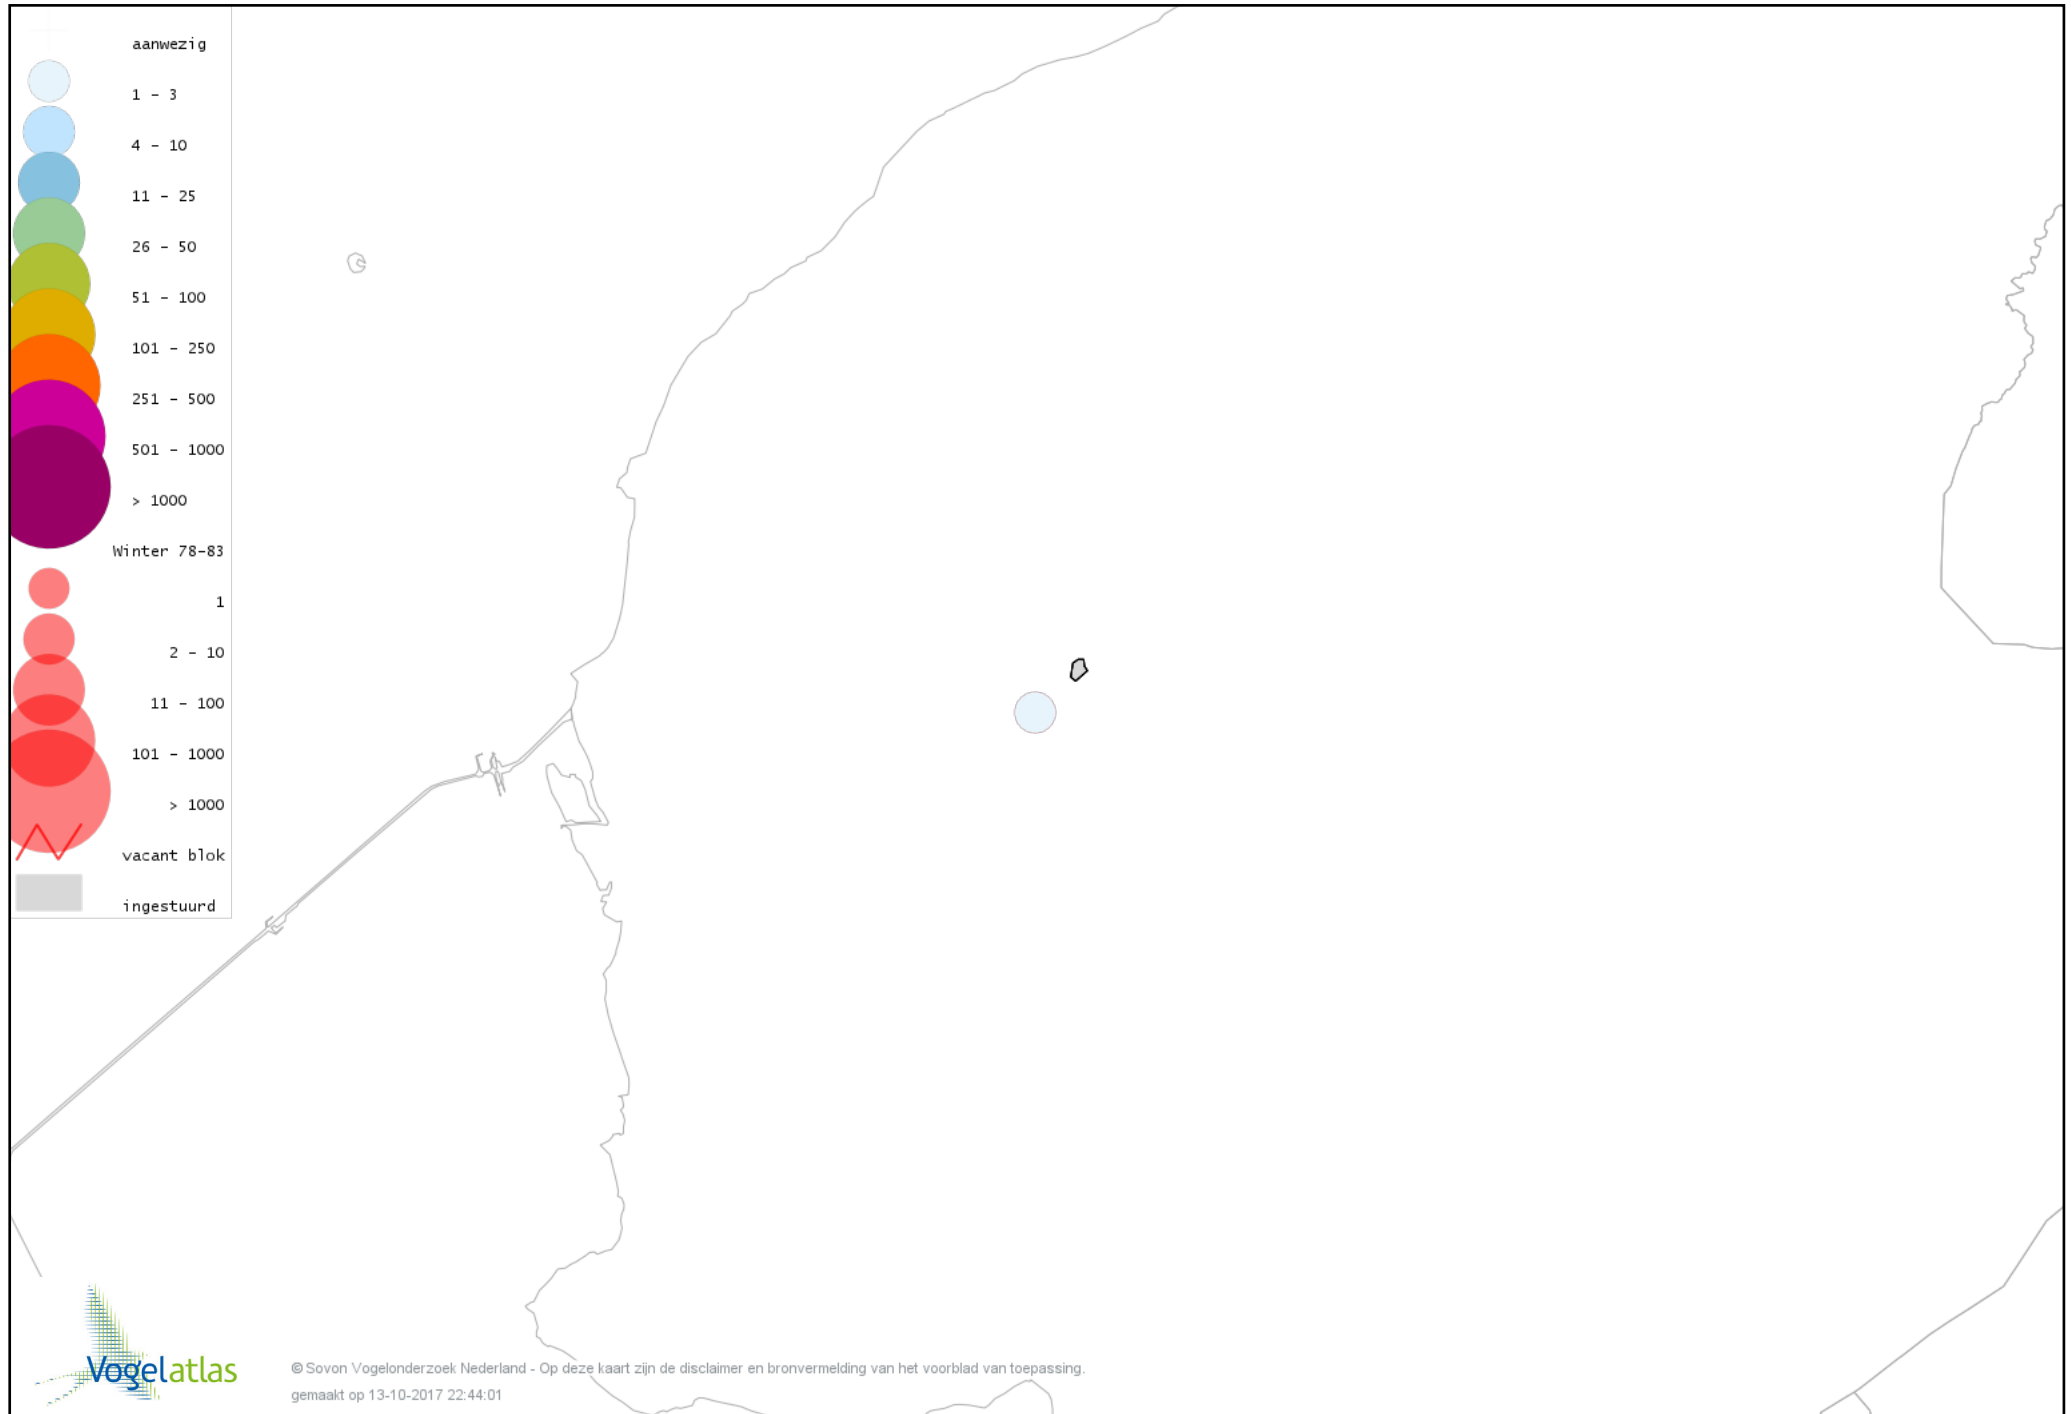 aanwezig
1 - 3
4 - 10
11 - 25
26 - 50
51 - 100
101 - 250
251 - 500
501 - 1000
> 1000
Winter 78-83
1
2 - 10
11 - 100
101 - 1000
> 1000
vacant blok
ingestuurd
Vogelatlas
© Sovon Vogelonderzoek Nederland - Op deze kaart zijn de disclaimer en bronvermelding van het voorblad van toepassing.
gemaakt op 13-10-2017 22:44:01